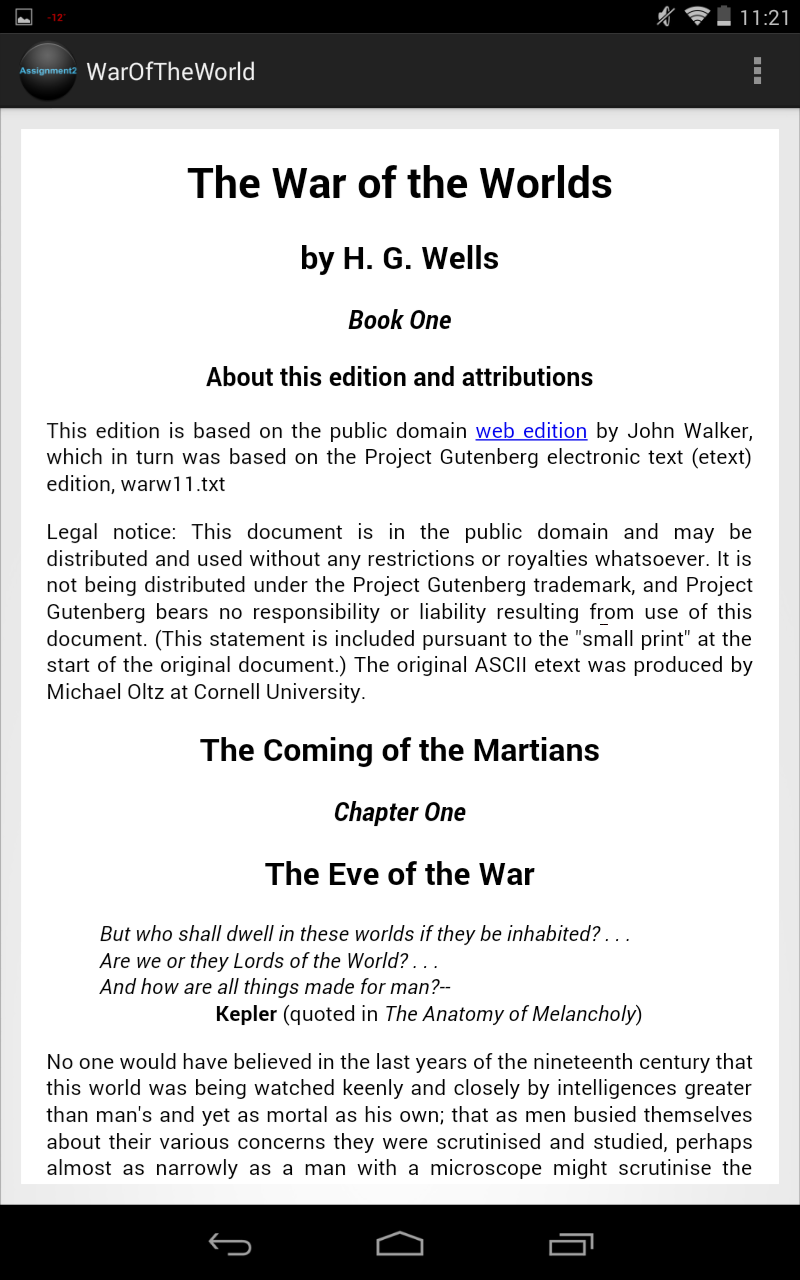 -12°
11:21
Assignment2
WarOfTheWorld
The War of the Worlds
by H. G. Wells
Book One
About this edition and attributions
This edition is based on the public domain web edition by John Walker,
which in turn was based on the Project Gutenberg electronic text (etext)
edition, warw11.txt
Legal notice: This document is in the public domain and may be
distributed and used without any restrictions or royalties whatsoever. It is
not being distributed under the Project Gutenberg trademark, and Project
Gutenberg bears no responsibility or liability resulting from use of this
document. (This statement is included pursuant to the "small print" at the
start of the original document.) The original ASCII etext was produced by
Michael Oltz at Cornell University.
The Coming of the Martians
Chapter One
The Eve of the War
But who shall dwell in these worlds if they be inhabited? . . .
Are we or they Lords of the World? . . .
And how are all things made for man?--
Kepler (quoted in The Anatomy of Melancholy)
No one would have believed in the last years of the nineteenth century that
this world was being watched keenly and closely by intelligences greater
than man's and yet as mortal as his own; that as men busied themselves
about their various concerns they were scrutinised and studied, perhaps
almost as narrowly as a man with a microscope might scrutinise the